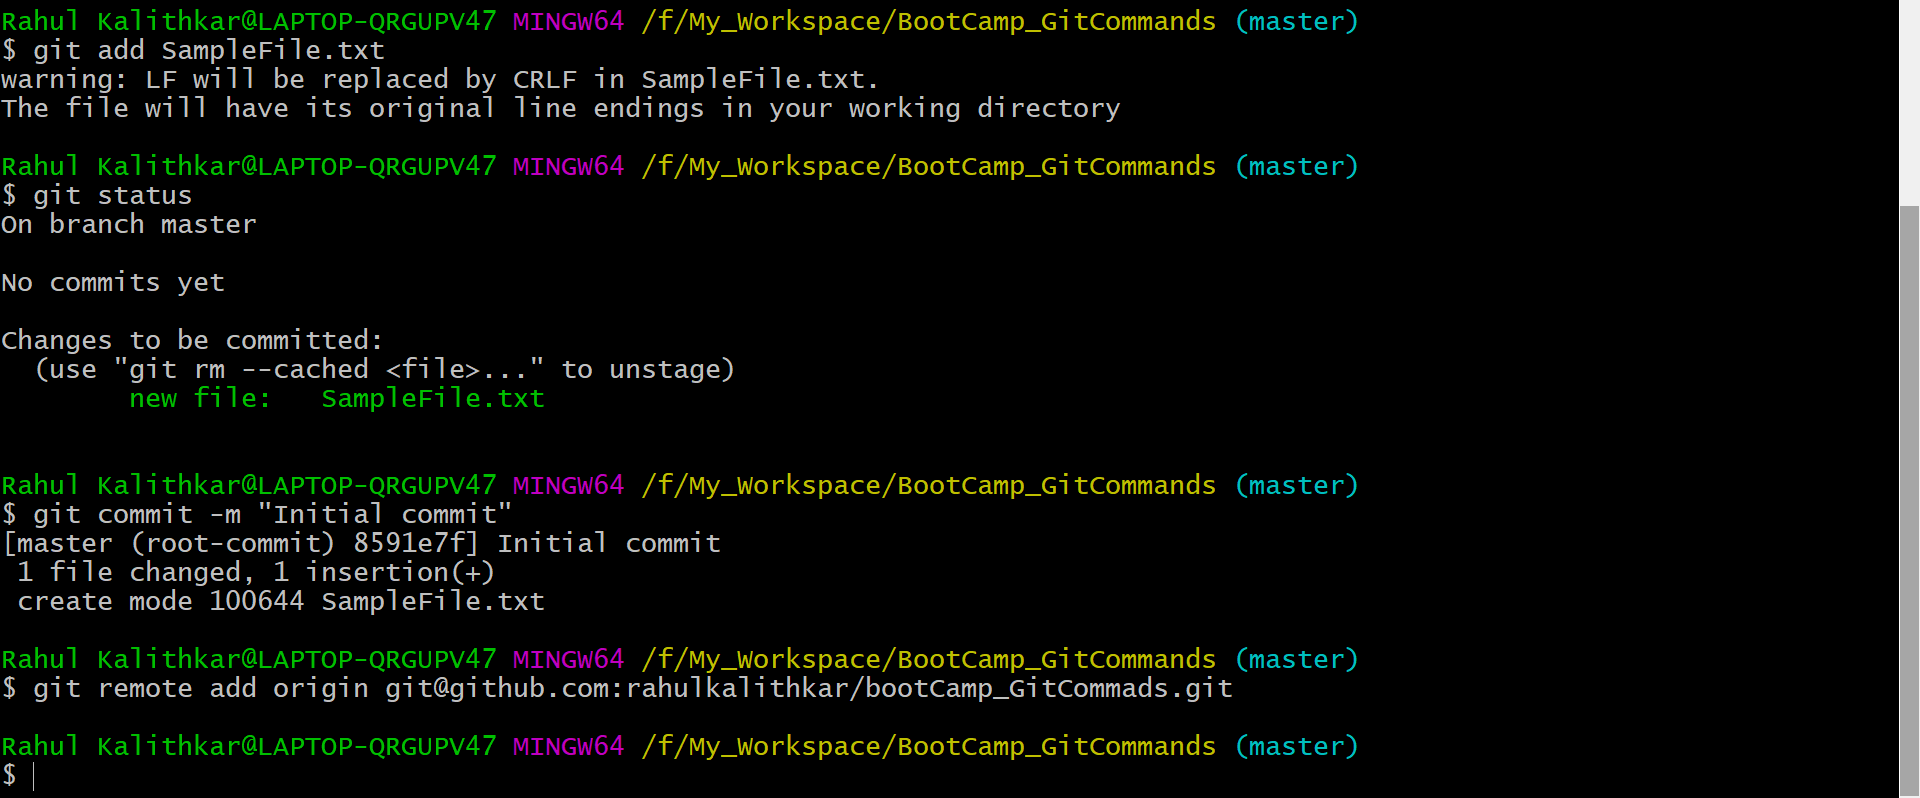 Rahul Kalithkar@LAPTOP-QRGUPV47 MINGW64 /f/My_Workspace/BootCamp_GitCommands (master)
$ git add SampleFile.txt
warning: LF will be replaced by CRLF in SampleFile.txt.
The file will have its original line endings in your working directory
Rahul Kalithkar@LAPTOP-QRGUPV47 MINGW64 /f/My_Workspace/BootCamp_GitCommands (master)
$ git status
On branch master
No commits yet
Changes to be committed:
  (use "git rm --cached <file>..." to unstage)
        new file:   SampleFile.txt
Rahul Kalithkar@LAPTOP-QRGUPV47 MINGW64 /f/My_Workspace/BootCamp_GitCommands (master)
$ git commit -m "Initial commit"
[master (root-commit) 8591e7f] Initial commit
 1 file changed, 1 insertion(+)
 create mode 100644 SampleFile.txt
Rahul Kalithkar@LAPTOP-QRGUPV47 MINGW64 /f/My_Workspace/BootCamp_GitCommands (master)
$ git remote add origin git@github.com:rahulkalithkar/bootCamp_GitCommads.git
Rahul Kalithkar@LAPTOP-QRGUPV47 MINGW64 /f/My_Workspace/BootCamp_GitCommands (master)
$